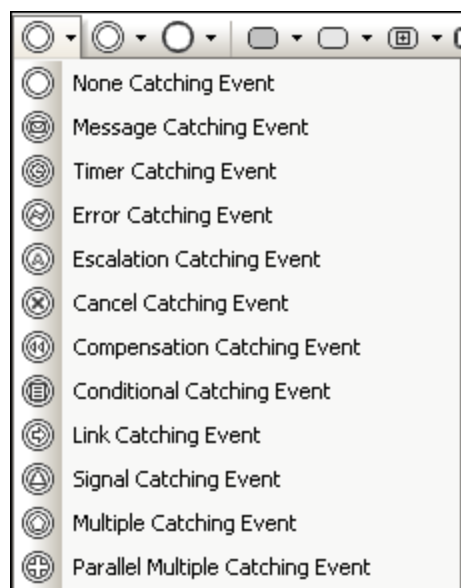 None Catching Event
Message Catching Event
Timer Catching Event
Error Catching Event
Escalation Catching Event
Cancel Catching Event
Compensation Catching Event
Conditional Catching Event
Link Catching Event
Signal Catching Event
Multiple Catching Event
Parallel Multiple Catching Event